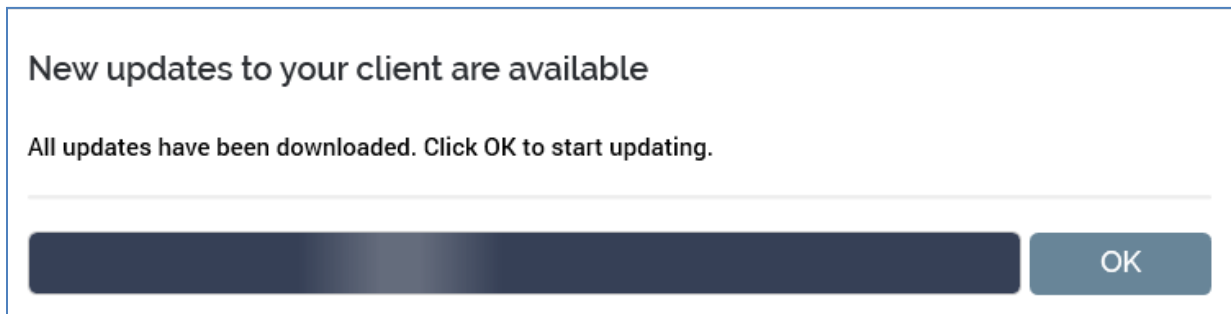 New updates to your client are available
All updates have been downloaded. Click OK to start updating.
OK